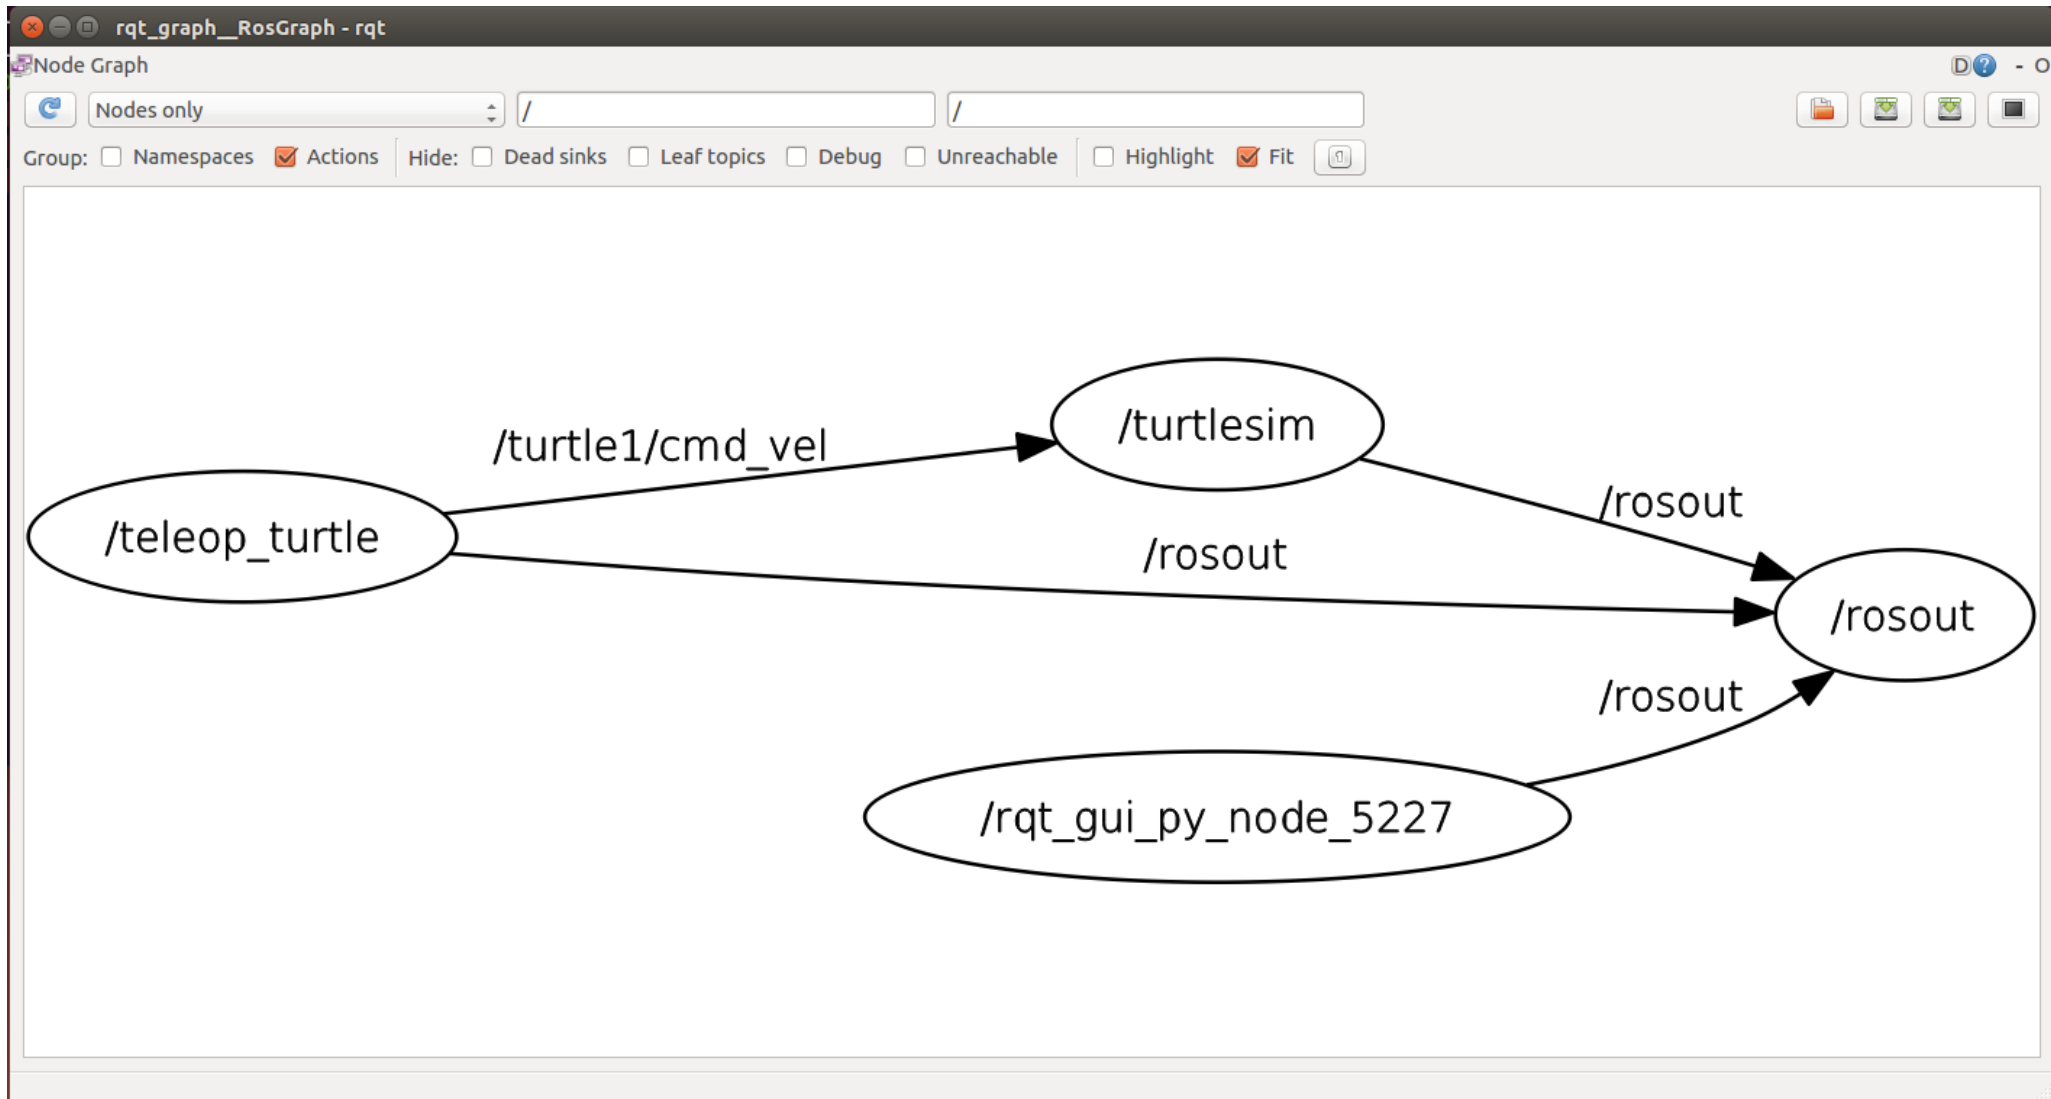 rqt_graph__RosGraph - rqt
Node Graph
D ? - O
Nodes only / /
Group: Namespaces Actions Hide: Dead sinks Leaf topics Debug Unreachable Highlight Fit
/turtlesim
/turtle1/cmd_vel
/rosout
/teleop_turtle
/rosout
/rosout
/rosout
/rqt_gui_py_node_5227